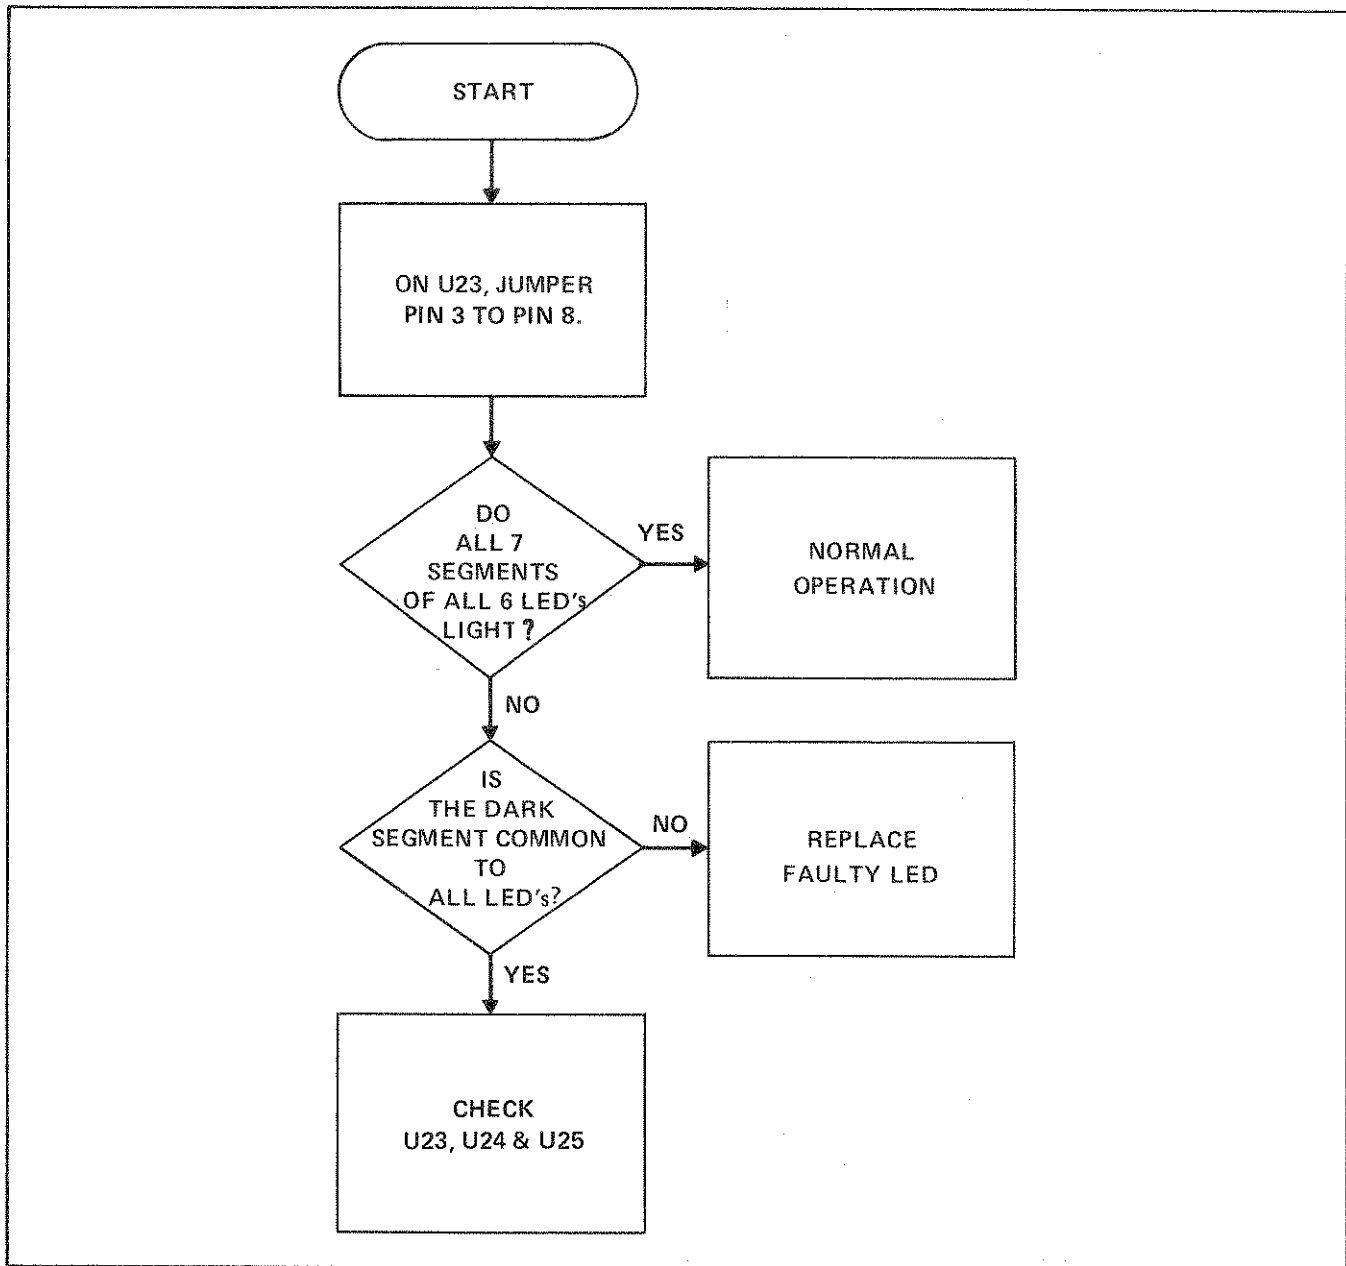 START
ON U23, JUMPER
PIN 3 TO PIN 8.
DO
ALL 7
SEGMENTS
OF ALL 6 LED's
LIGHT ?
YES
NORMAL
OPERATION
NO
IS
THE DARK
SEGMENT COMMON
TO
ALL LED's?
NO
REPLACE
FAULTY LED
YES
CHECK
U23, U24 & U25